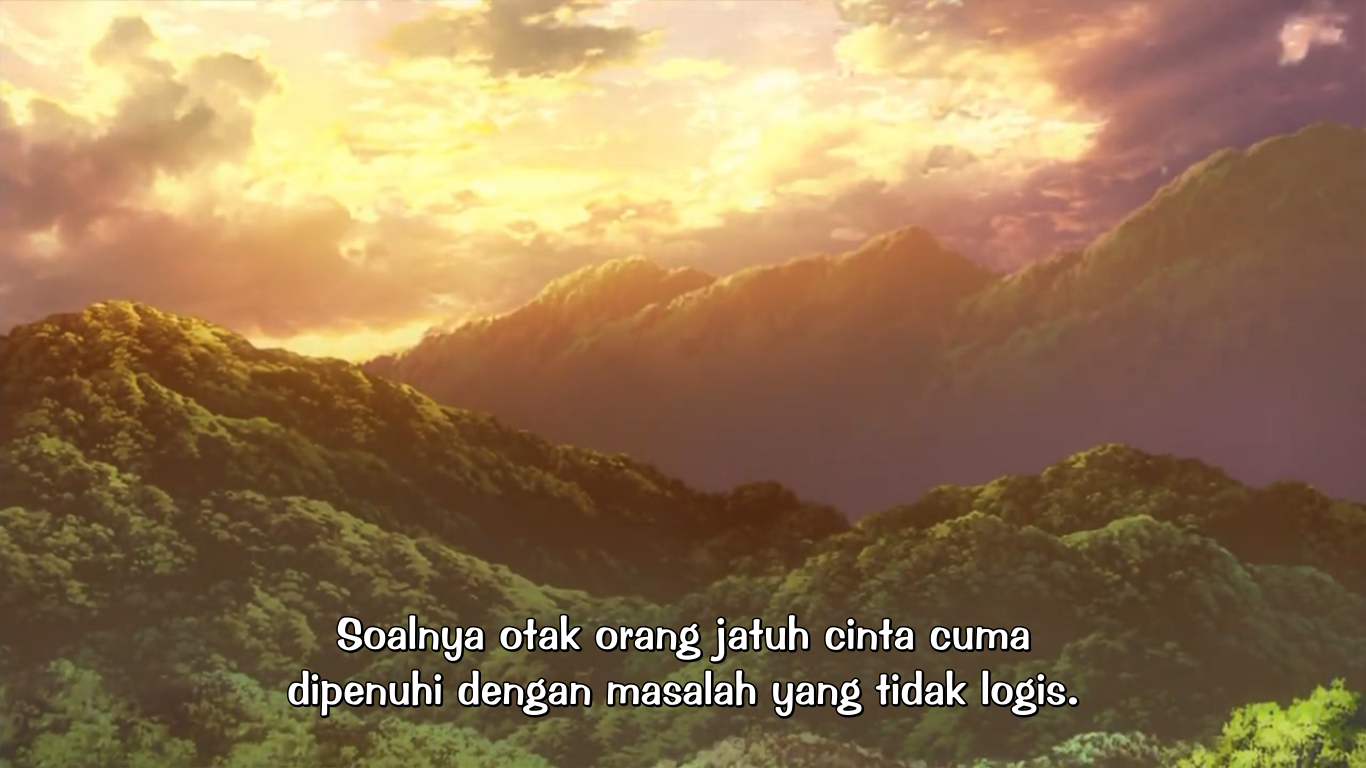 Soalnya otak orang jatuh cinta cuma
dipenuhi dengan masalah yang tidak logis.